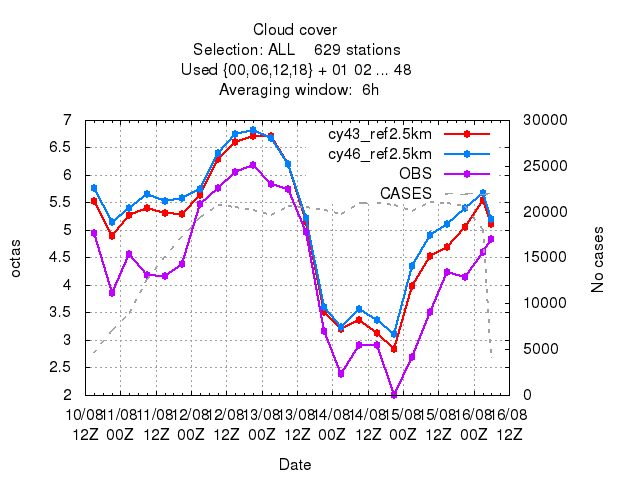 Cloud cover
Selection: ALL    629 stations
Used {00,06,12,18} + 01 02 ... 48
Averaging window:  6h
7 30000
cy43_ref2.5km
6.5 cy46_ref2.5km 25000
6 OBS
CASES
5.5 20000
5
4.5 15000
4
3.5 10000
3
2.5 5000
2 0
octas
No cases
10/08 11/08 11/08 12/08 12/08 13/08 13/08 14/08 14/08 15/08 15/08 16/08 16/08
12Z 00Z 12Z 00Z 12Z 00Z 12Z 00Z 12Z 00Z 12Z 00Z 12Z
Date